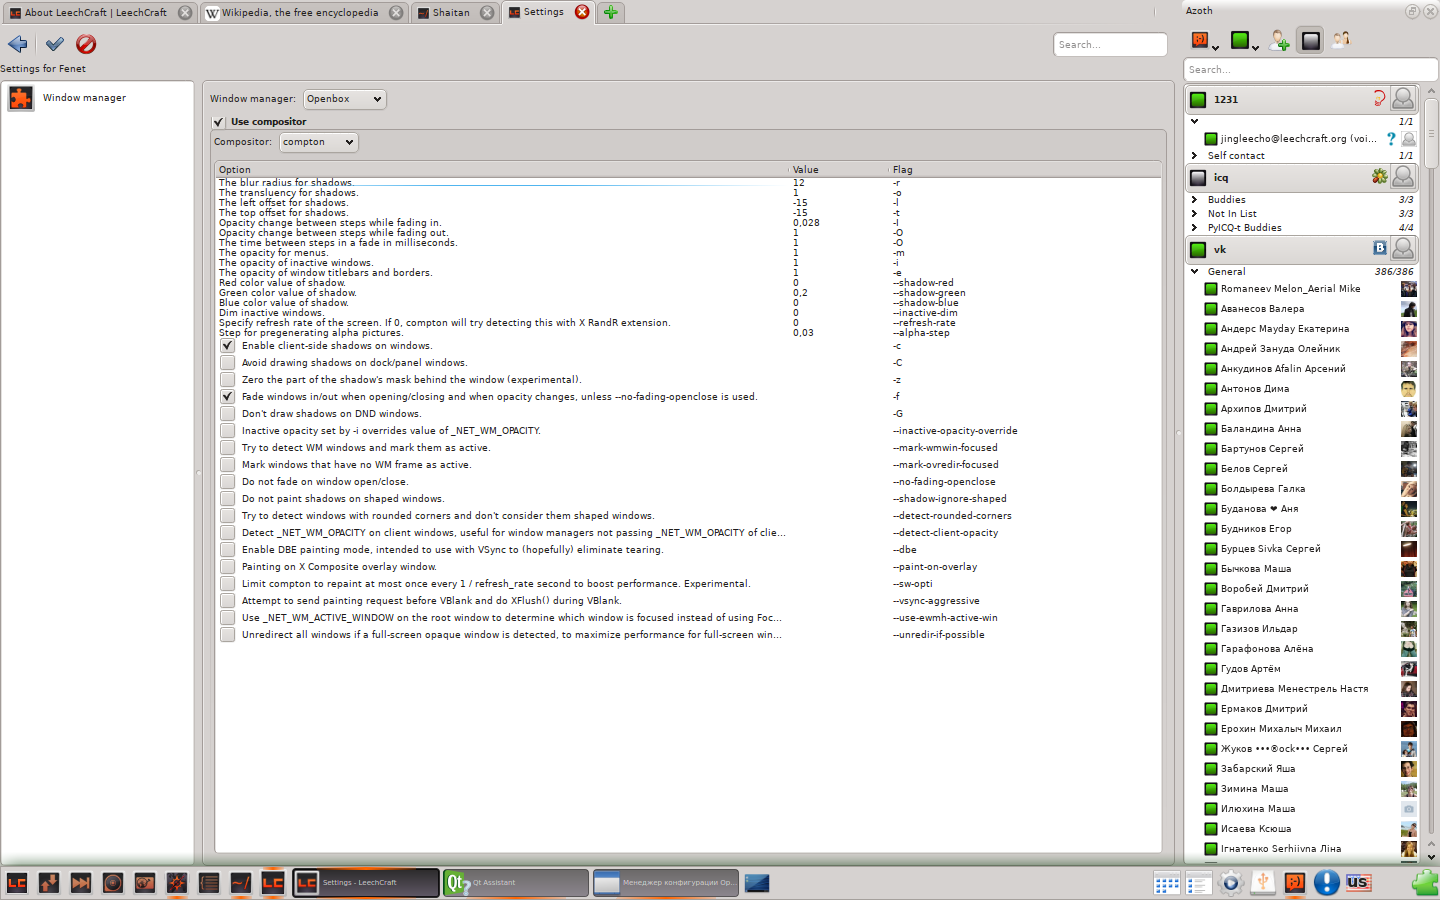 About LeechCraft | LeechCraft
Wikipedia, the free encyclopedia
Shaitan
Settings
Search...
Settings for Fenet
Window manager
Window manager: Openbox
Use compositor
Compositor: compton
Option Value Flag
The blur radius for shadows. 12 -r
The transluency for shadows. 1 -o
The left offset for shadows. -15 -l
The top offset for shadows. -15 -t
Opacity change between steps while fading in. 0,028 -I
Opacity change between steps while fading out. 1 -O
The time between steps in a fade in milliseconds. 1 -O
The opacity for menus. 1 -m
The opacity of inactive windows. 1 -i
The opacity of window titlebars and borders. 1 -e
Red color value of shadow. 0 --shadow-red
Green color value of shadow. 0,2 --shadow-green
Blue color value of shadow. 0 --shadow-blue
Dim inactive windows. 0 --inactive-dim
Specify refresh rate of the screen. If 0, compton will try detecting this with X RandR extension. 0 --refresh-rate
Step for pregenerating alpha pictures. 0,03 --alpha-step
Enable client-side shadows on windows. -c
Avoid drawing shadows on dock/panel windows. -C
Zero the part of the shadow's mask behind the window (experimental). -z
Fade windows in/out when opening/closing and when opacity changes, unless --no-fading-openclose is used. -f
Don't draw shadows on DND windows. -G
Inactive opacity set by -i overrides value of _NET_WM_OPACITY. --inactive-opacity-override
Try to detect WM windows and mark them as active. --mark-wmwin-focused
Mark windows that have no WM frame as active. --mark-ovredir-focused
Do not fade on window open/close. --no-fading-openclose
Do not paint shadows on shaped windows. --shadow-ignore-shaped
Try to detect windows with rounded corners and don't consider them shaped windows. --detect-rounded-corners
Detect _NET_WM_OPACITY on client windows, useful for window managers not passing _NET_WM_OPACITY of clie... --detect-client-opacity
Enable DBE painting mode, intended to use with VSync to (hopefully) eliminate tearing. --dbe
Painting on X Composite overlay window. --paint-on-overlay
Limit compton to repaint at most once every 1 / refresh_rate second to boost performance. Experimental. --sw-opti
Attempt to send painting request before VBlank and do XFlush() during VBlank. --vsync-aggressive
Use _NET_WM_ACTIVE_WINDOW on the root window to determine which window is focused instead of using Foc... --use-ewmh-active-win
Unredirect all windows if a full-screen opaque window is detected, to maximize performance for full-screen win... --unredir-if-possible
Azoth
Search...
1231
1/1
jingleecho@leechcraft.org (voi...
Self contact 1/1
icq
Buddies 3/3
Not In List 3/3
PyICQ-t Buddies 4/4
vk
General 386/386
Romaneev Melon_Aerial Mike
Аванесов Валера
Андерс Mayday Екатерина
Андрей Зануда Олейник
Анкудинов Afalin Арсений
Антонов Дима
Архипов Дмитрий
Баландина Анна
Бартунов Сергей
Белов Сергей
Болдырева Галка
Буданова ❤ Аня
Будников Егор
Бурцев Sivka Сергей
Бычкова Маша
Воробей Дмитрий
Гаврилова Анна
Газизов Ильдар
Гарафонова Алёна
Гудов Артём
Дмитриева Менестрель Настя
Ермаков Дмитрий
Ерохин Михалыч Михаил
Жуков •••®ock••• Сергей
Забарский Яша
Зимина Маша
Илюхина Маша
Исаева Ксюша
Ігнатенко Serhiivna Ліна
Settings - LeechCraft
Qt Assistant
Менеджер конфигурации Op...
us